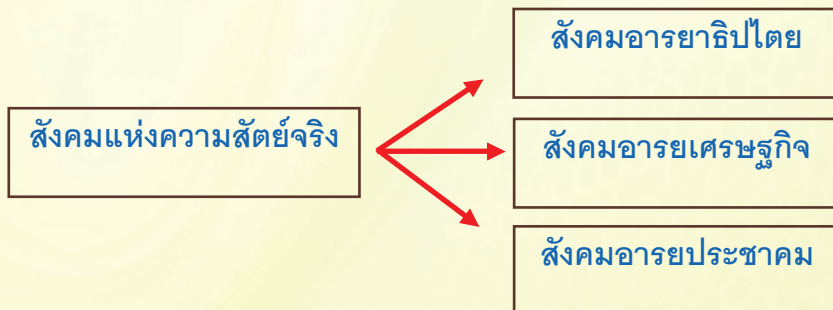 สังคมแห่งความสัตย์จริง
สังคมอารยาธิปไตย
สังคมอารยเศรษฐกิจ
สังคมอารยประชาคม